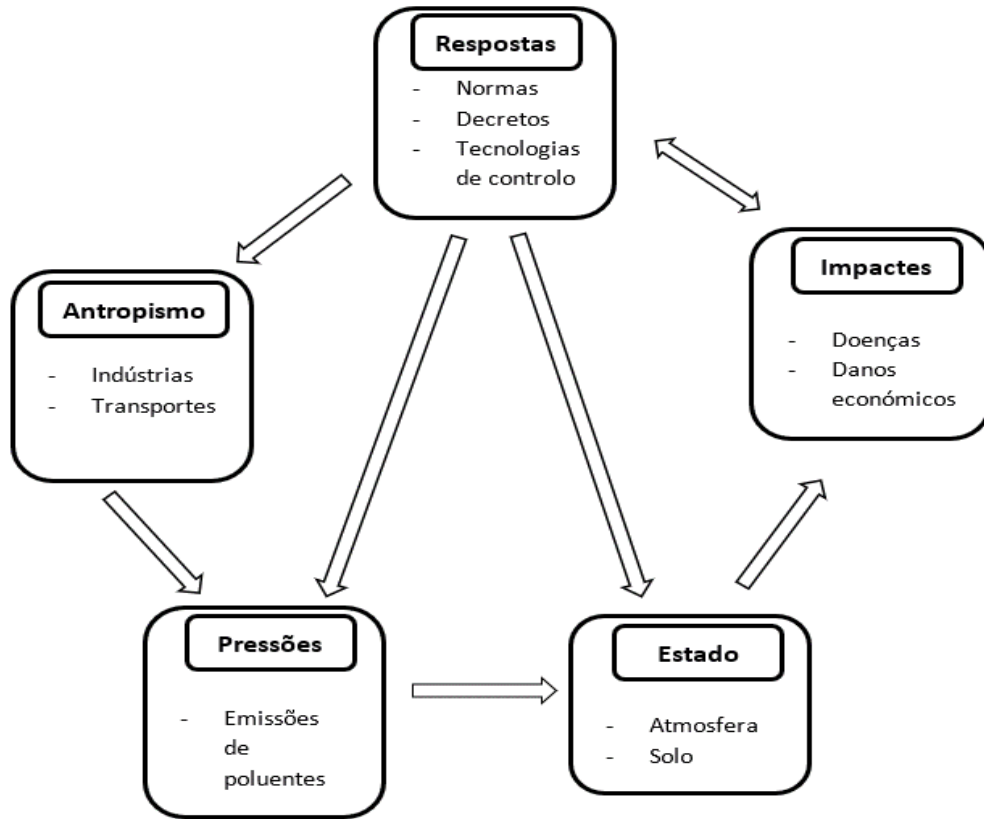 Respostas
- Normas
- Decretos
- Tecnologias
de controlo
Antropismo
- Indústrias
- Transportes
Impactes
- Doenças
- Danos
económicos
Pressões
- Emissões
de
poluentes
Estado
- Atmosfera
- Solo